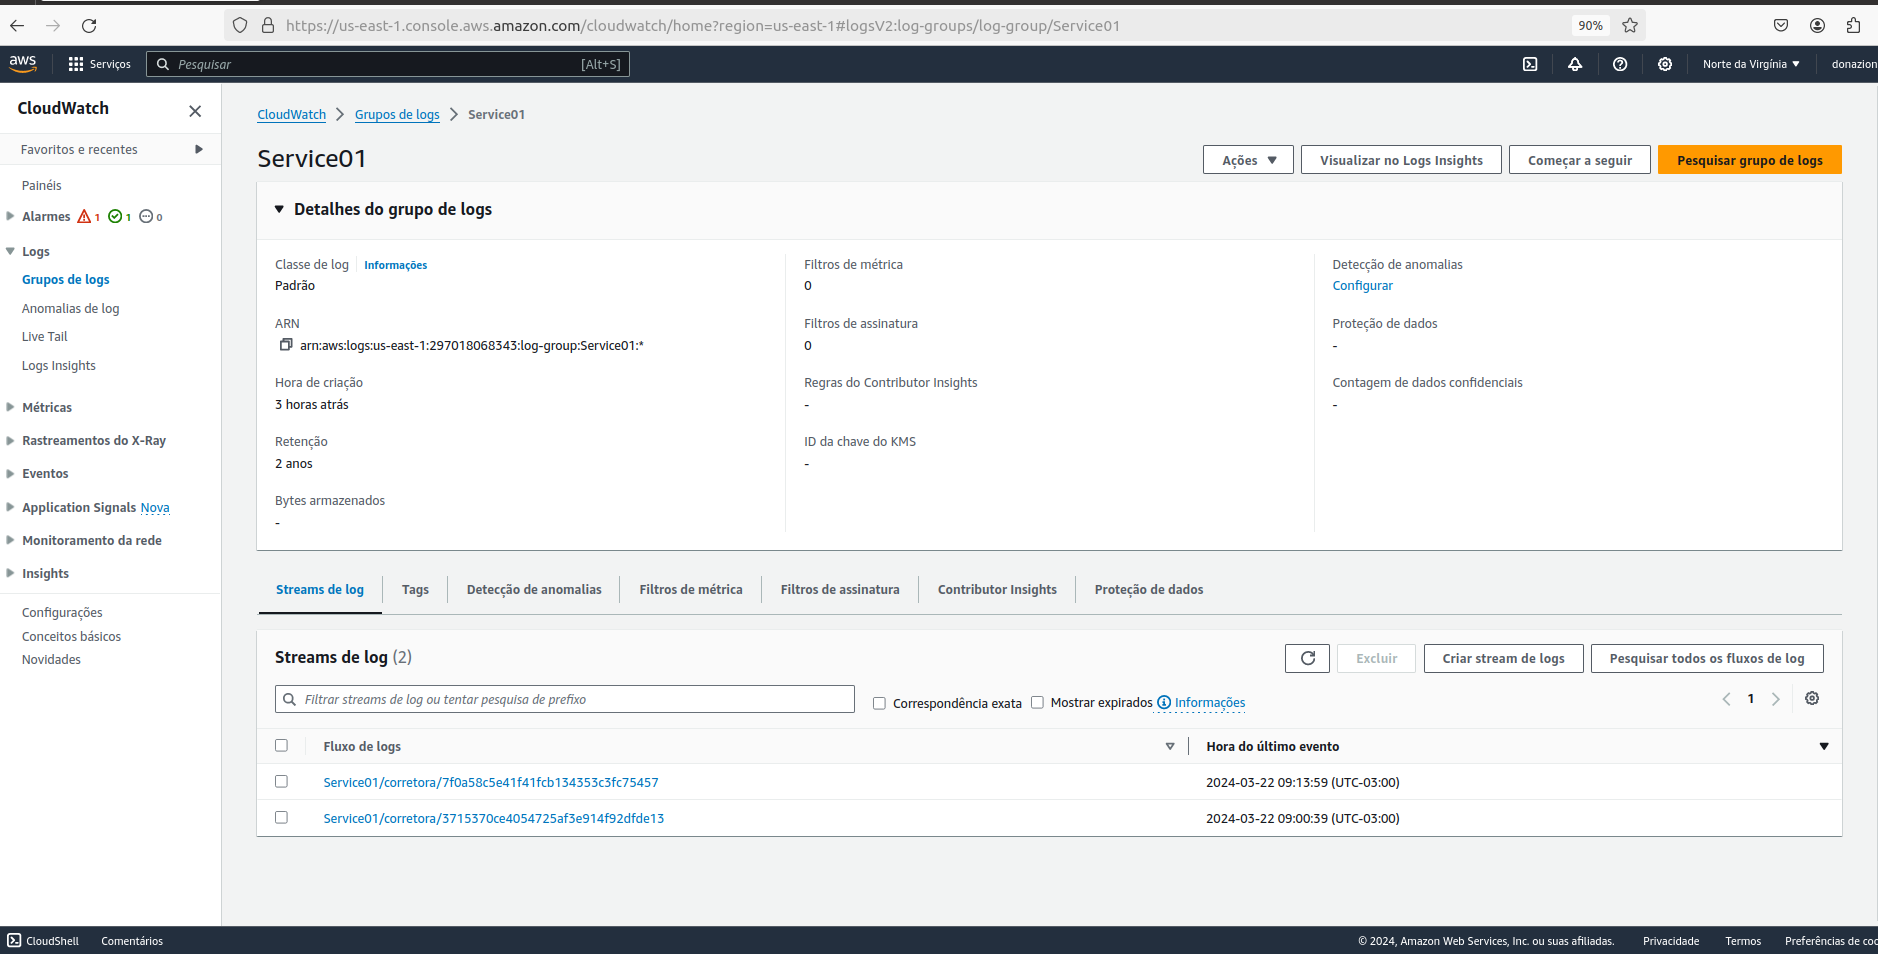 https://us-east-1.console.aws.amazon.com/cloudwatch/home?region=us-east-1#logsV2:log-groups/log-group/Service01
90%
aws
Serviços
Pesquisar
[Alt+S]
Norte da Virgínia
donazion
CloudWatch
Favoritos e recentes
Painéis
Alarmes 1 1 0
Logs
Grupos de logs
Anomalias de log
Live Tail
Logs Insights
Métricas
Rastreamentos do X-Ray
Eventos
Application Signals Nova
Monitoramento da rede
Insights
Configurações
Conceitos básicos
Novidades
CloudWatch Grupos de logs Service01
Service01
Ações
Visualizar no Logs Insights
Começar a seguir
Pesquisar grupo de logs
Detalhes do grupo de logs
Classe de log Informações
Padrão
ARN
arn:aws:logs:us-east-1:297018068343:log-group:Service01:*
Hora de criação
3 horas atrás
Retenção
2 anos
Bytes armazenados
-
Filtros de métrica
0
Filtros de assinatura
0
Regras do Contributor Insights
-
ID da chave do KMS
-
Detecção de anomalias
Configurar
Proteção de dados
-
Contagem de dados confidenciais
-
Streams de log
Tags
Detecção de anomalias
Filtros de métrica
Filtros de assinatura
Contributor Insights
Proteção de dados
Streams de log (2)
Excluir
Criar stream de logs
Pesquisar todos os fluxos de log
Filtrar streams de log ou tentar pesquisa de prefixo
Correspondência exata
Mostrar expirados
Informações
1
Fluxo de logs
Hora do último evento
Service01/corretora/7f0a58c5e41f41fcb134353c3fc75457
2024-03-22 09:13:59 (UTC-03:00)
Service01/corretora/3715370ce4054725af3e914f92dfde13
2024-03-22 09:00:39 (UTC-03:00)
CloudShell
Comentários
© 2024, Amazon Web Services, Inc. ou suas afiliadas.
Privacidade
Termos
Preferências de coo